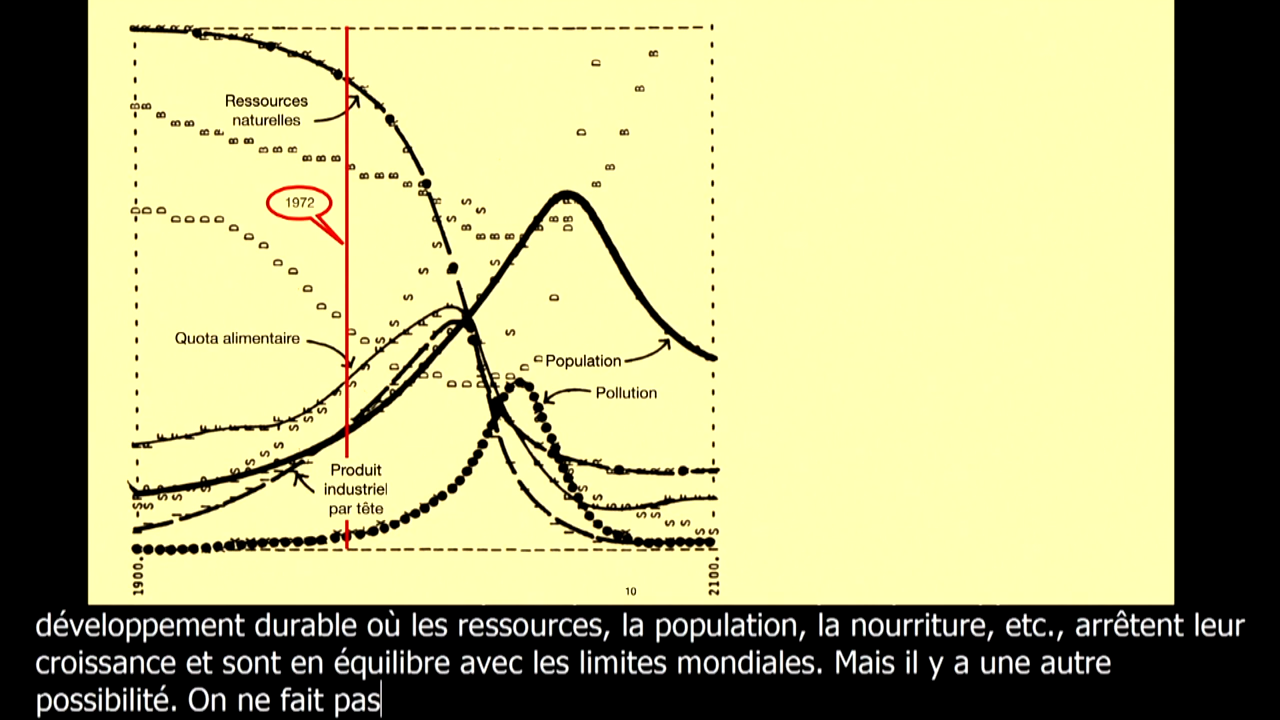 Ressources
naturelles
1972
Quota alimentaire
Population
Pollution
Produit
industriel
par tête
1900.
10
2100.
développement durable où les ressources, la population, la nourriture, etc., arrêtent leur
croissance et sont en équilibre avec les limites mondiales. Mais il y a une autre
possibilité. On ne fait pas